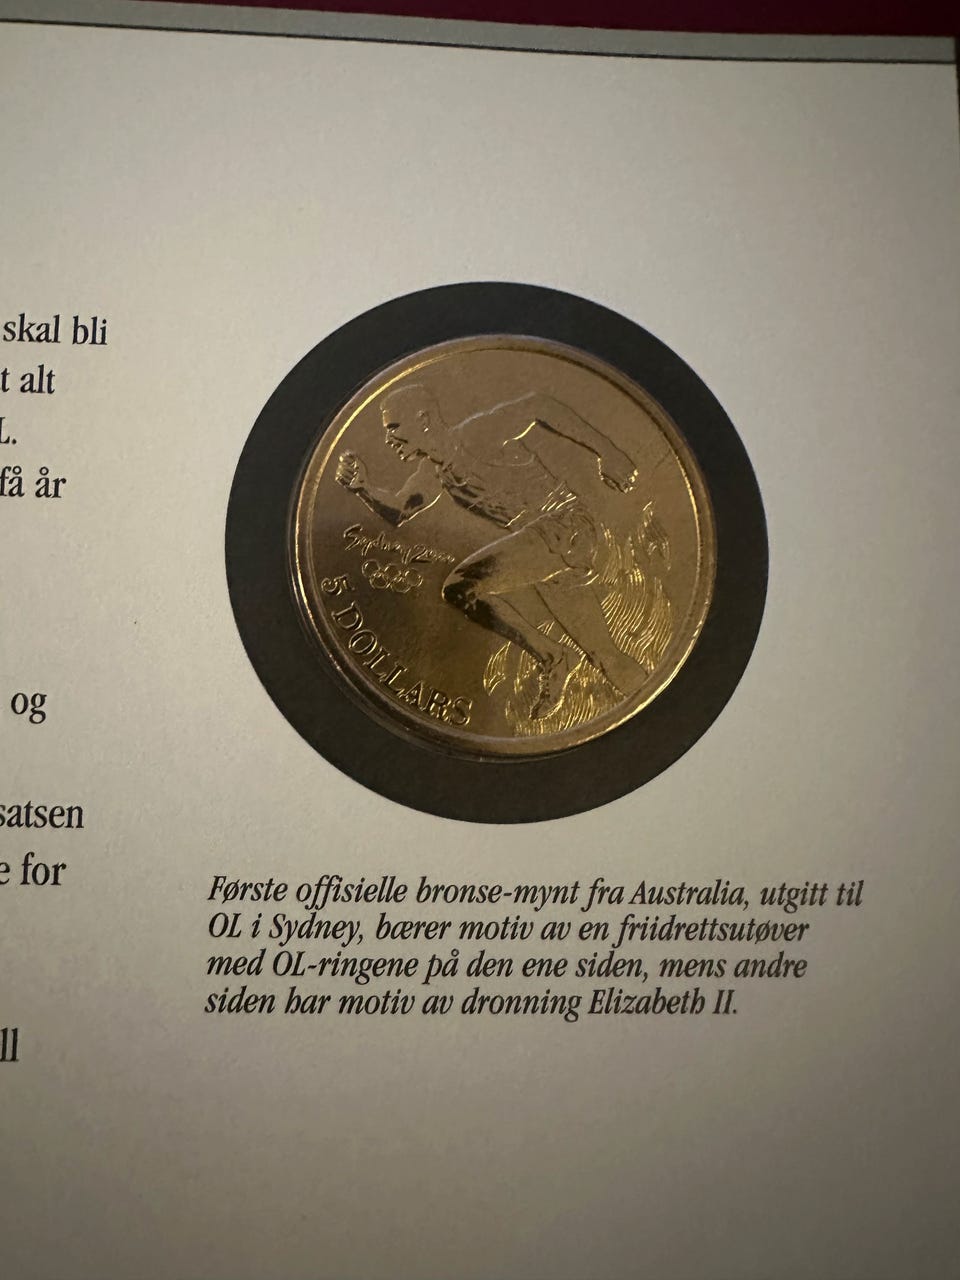 skal bli
t alt
L.
få år
og
satsen
e for
ll
Sydney 2000
5 DOLLARS
Første offisielle bronse-mynt fra Australia, utgitt til
OL i Sydney, bærer motiv av en friidrettsutøver
med OL-ringene på den ene siden, mens andre
siden har motiv av dronning Elizabeth II.